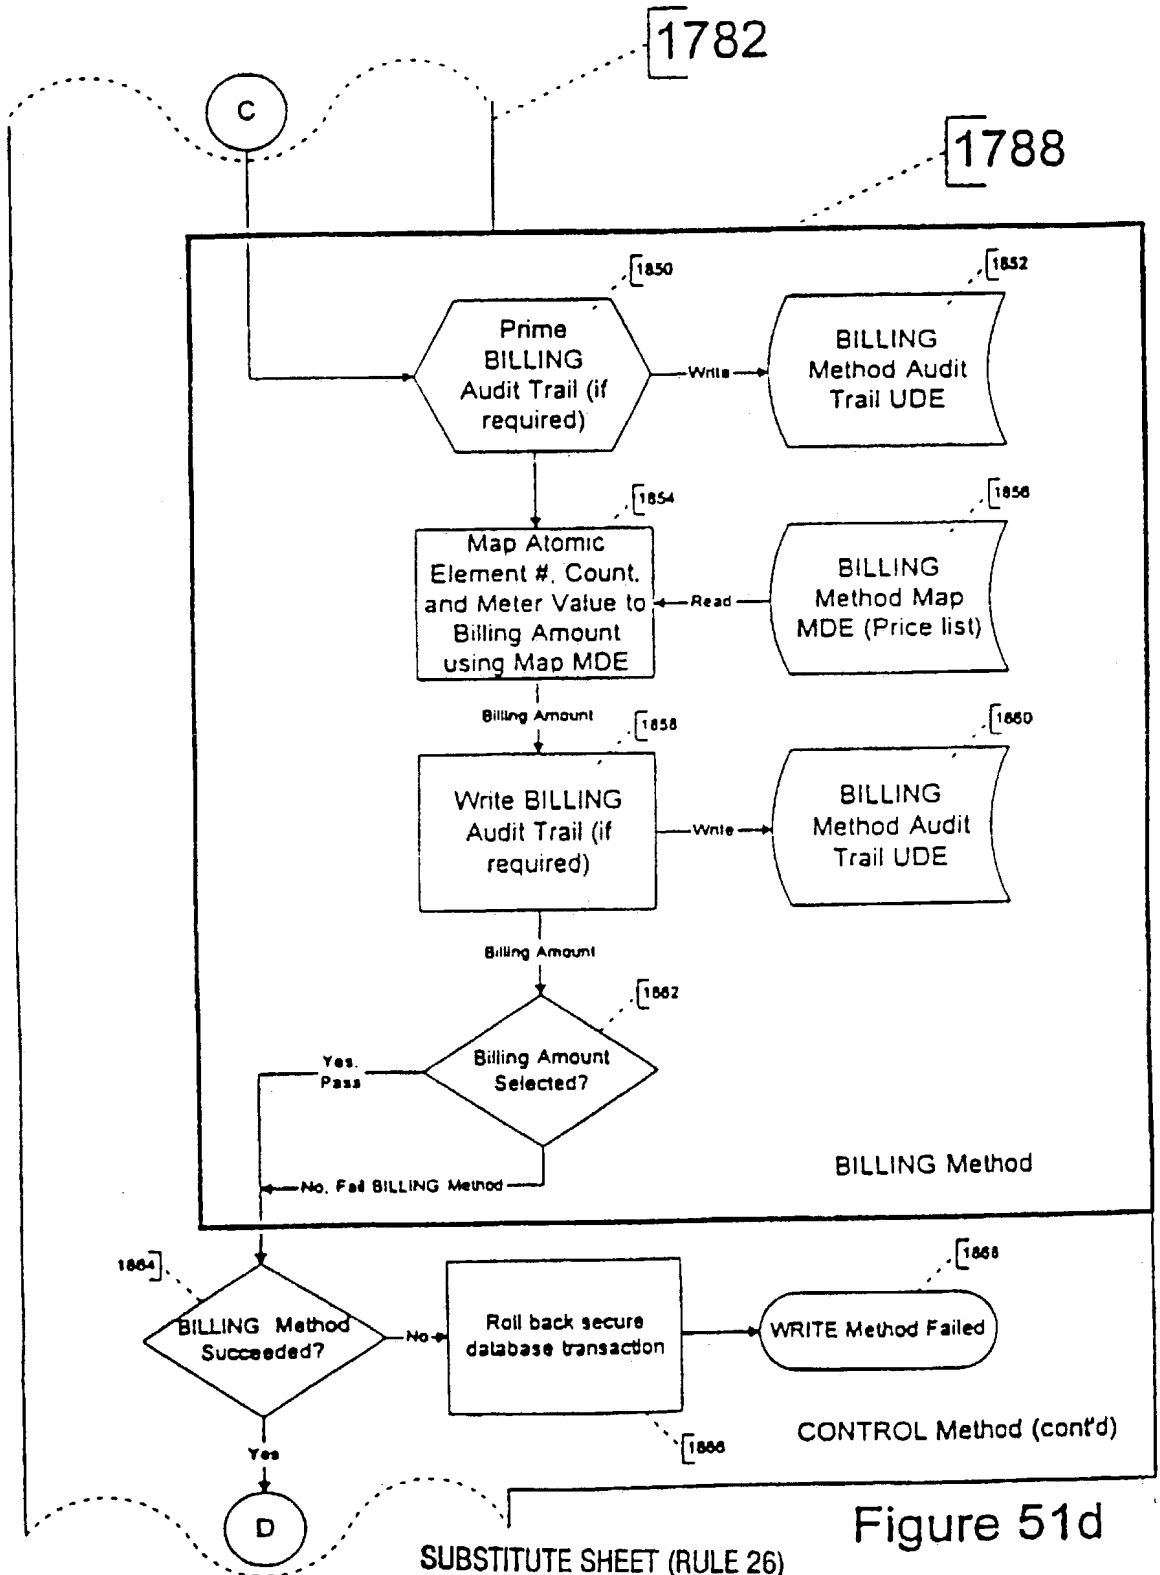 1782
C
1788
1850
1852
Prime
BILLING
Audit Trail (if
required)
Write
BILLING
Method Audit
Trail UDE
1854
1856
Map Atomic
Element #, Count,
and Meter Value to
Billing Amount
using Map MDE
Read
BILLING
Method Map
MDE (Price list)
Billing Amount
1858
1860
Write BILLING
Audit Trail (if
required)
Write
BILLING
Method Audit
Trail UDE
Billing Amount
1862
Billing Amount
Selected?
Yes,
Pass
No, Fail BILLING Method
BILLING Method
1864
BILLING Method
Succeeded?
No
Roll back secure
database transaction
1868
WRITE Method Failed
1866
CONTROL Method (cont'd)
Yes
D
Figure 51d
SUBSTITUTE SHEET (RULE 26)